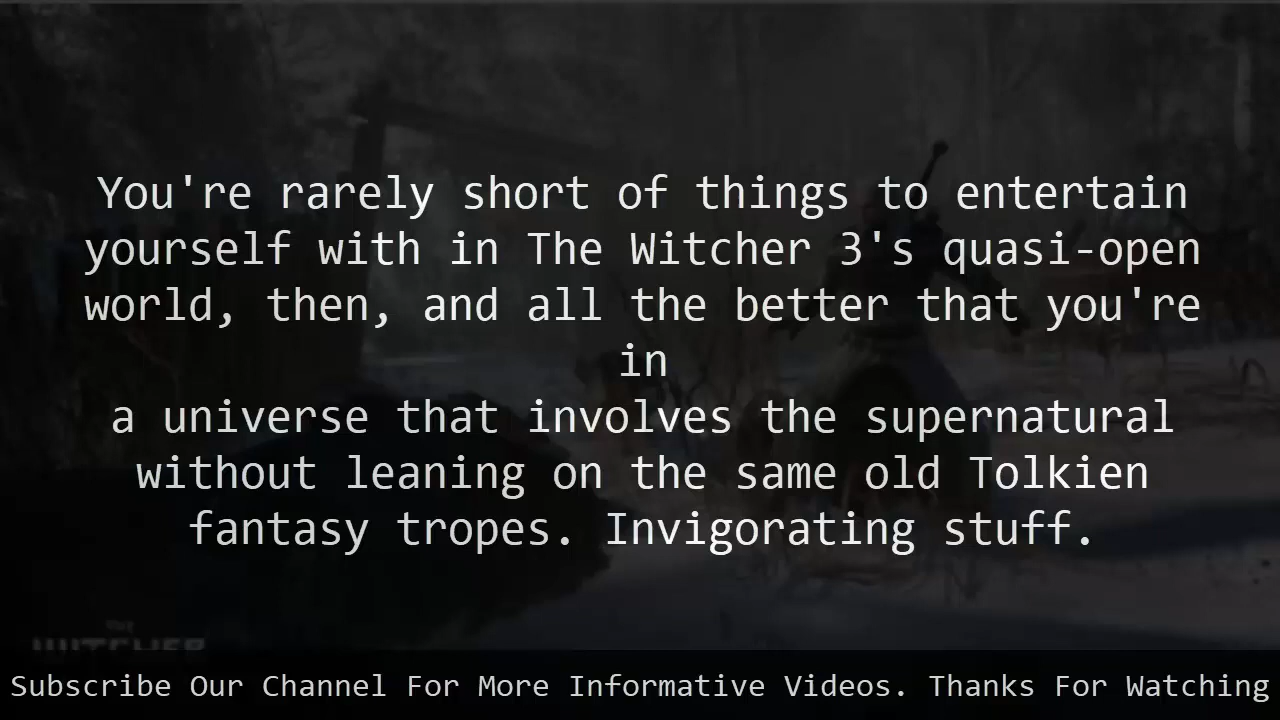 You're rarely short of things to entertain
yourself with in The Witcher 3's quasi-open
world, then, and all the better that you're
in
a universe that involves the supernatural
without leaning on the same old Tolkien
fantasy tropes. Invigorating stuff.
THE
WITCHER
Subscribe Our Channel For More Informative Videos. Thanks For Watching